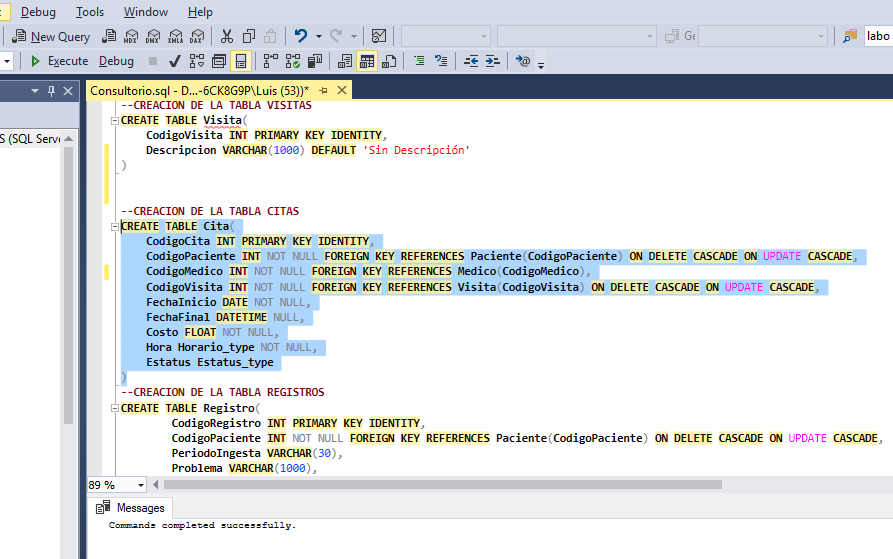 Debug Tools Window Help
New Query MDX DMX XMLA DAX
labo
Execute Debug
Consultorio.sql - D...-6CK8G9P\Luis (53))*
--CREACION DE LA TABLA VISITAS
S (SQL Serve
CREATE TABLE Visita(
CodigoVisita INT PRIMARY KEY IDENTITY,
Descripcion VARCHAR(1000) DEFAULT 'Sin Descripción'
)
--CREACION DE LA TABLA CITAS
CREATE TABLE Cita(
CodigoCita INT PRIMARY KEY IDENTITY,
CodigoPaciente INT NOT NULL FOREIGN KEY REFERENCES Paciente(CodigoPaciente) ON DELETE CASCADE ON UPDATE CASCADE,
CodigoMedico INT NOT NULL FOREIGN KEY REFERENCES Medico(CodigoMedico),
CodigoVisita INT NOT NULL FOREIGN KEY REFERENCES Visita(CodigoVisita) ON DELETE CASCADE ON UPDATE CASCADE,
FechaInicio DATE NOT NULL,
FechaFinal DATETIME NULL,
Costo FLOAT NOT NULL,
Hora Horario_type NOT NULL,
Estatus Estatus_type
)
--CREACION DE LA TABLA REGISTROS
CREATE TABLE Registro(
CodigoRegistro INT PRIMARY KEY IDENTITY,
CodigoPaciente INT NOT NULL FOREIGN KEY REFERENCES Paciente(CodigoPaciente) ON DELETE CASCADE ON UPDATE CASCADE,
PeriodoIngesta VARCHAR(30),
Problema VARCHAR(1000),
89 %
Messages
Commands completed successfully.